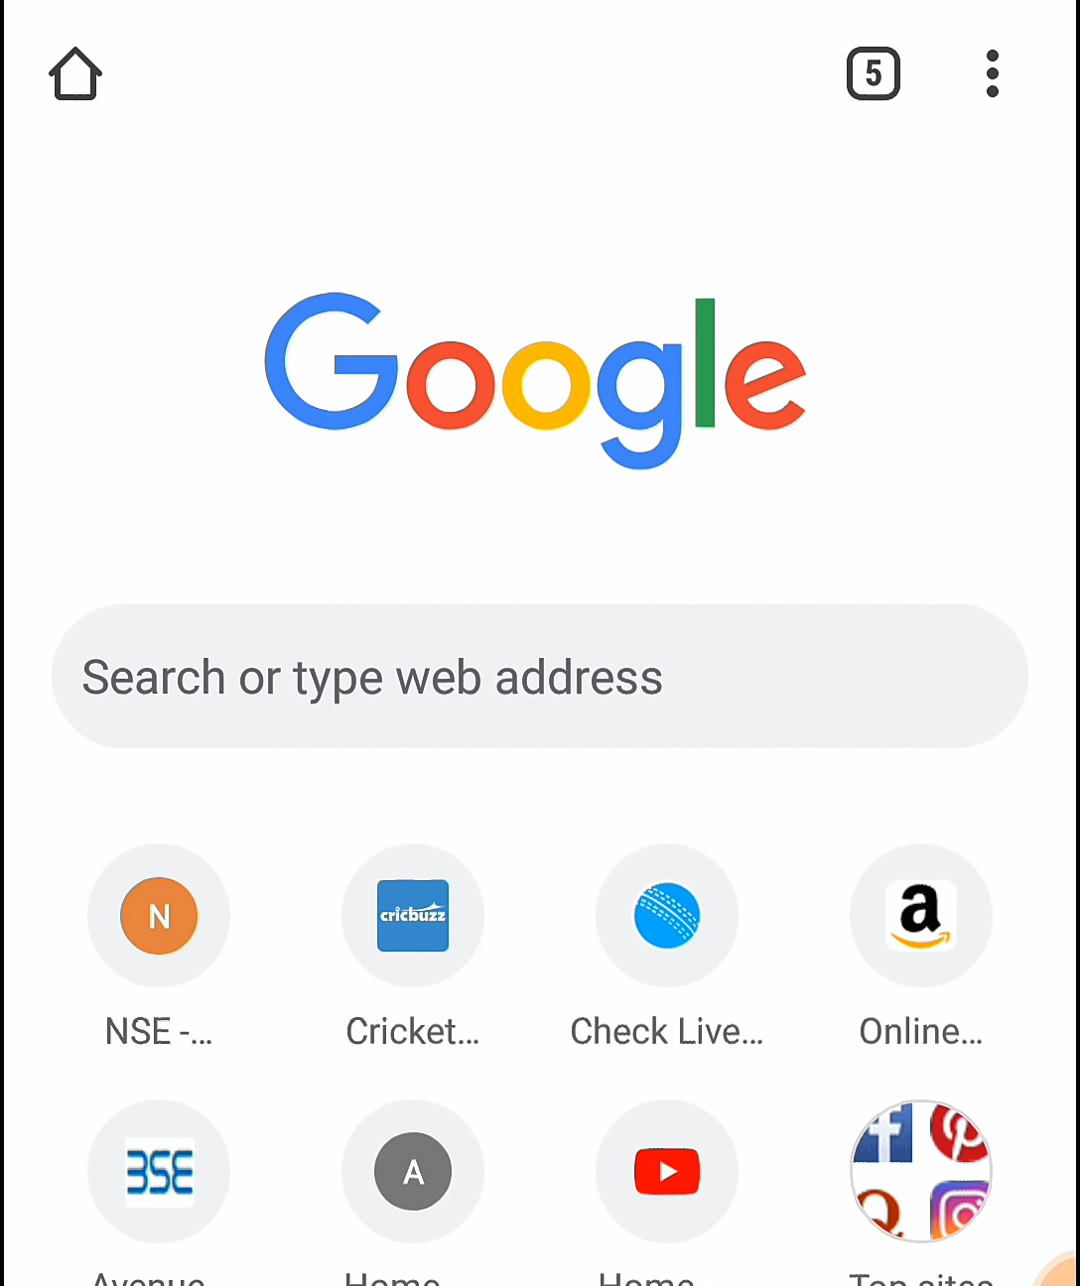 5
Google
Search or type web address
N
cricbuzz
a
NSE -...
Cricket...
Check Live...
Online...
BSE
A
Avenue
Home
Home
Top sites